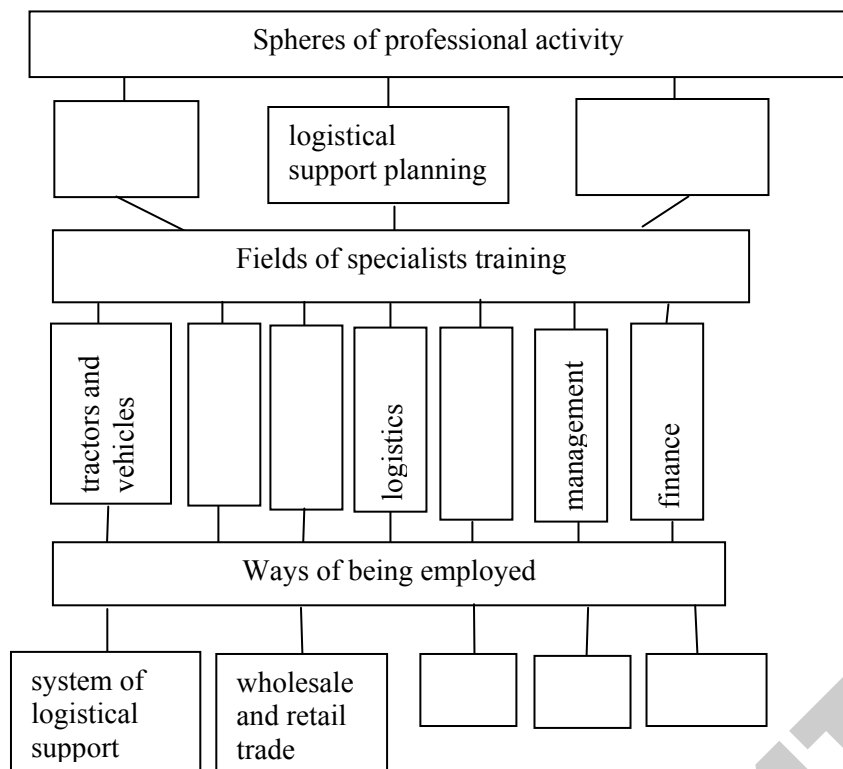 Spheres of professional activity
logistical
support planning
Fields of specialists training
tractors and
vehicles
logistics
management
finance
Ways of being employed
system of
logistical
support
wholesale
and retail
trade